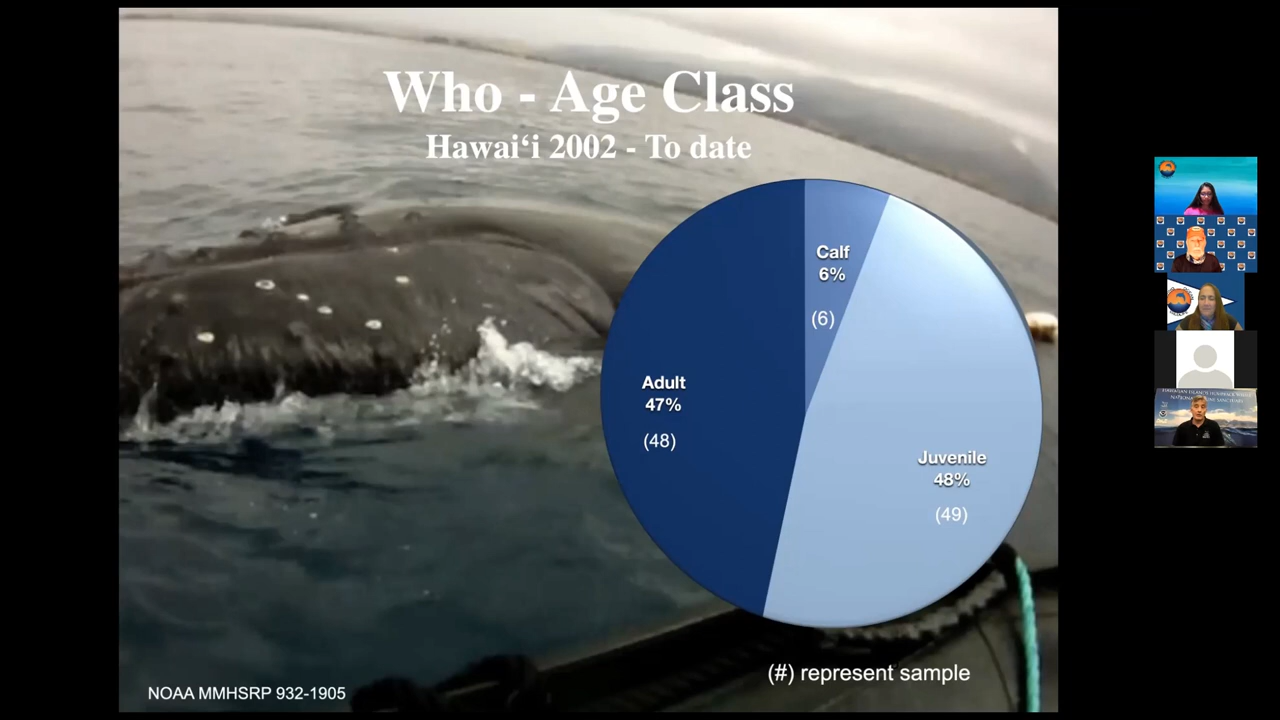 Who - Age Class
Hawai‘i 2002 - To date
Calf
6%
(6)
Adult
47%
(48)
Juvenile
48%
(49)
(#) represent sample
NOAA MMHSRP 932-1905